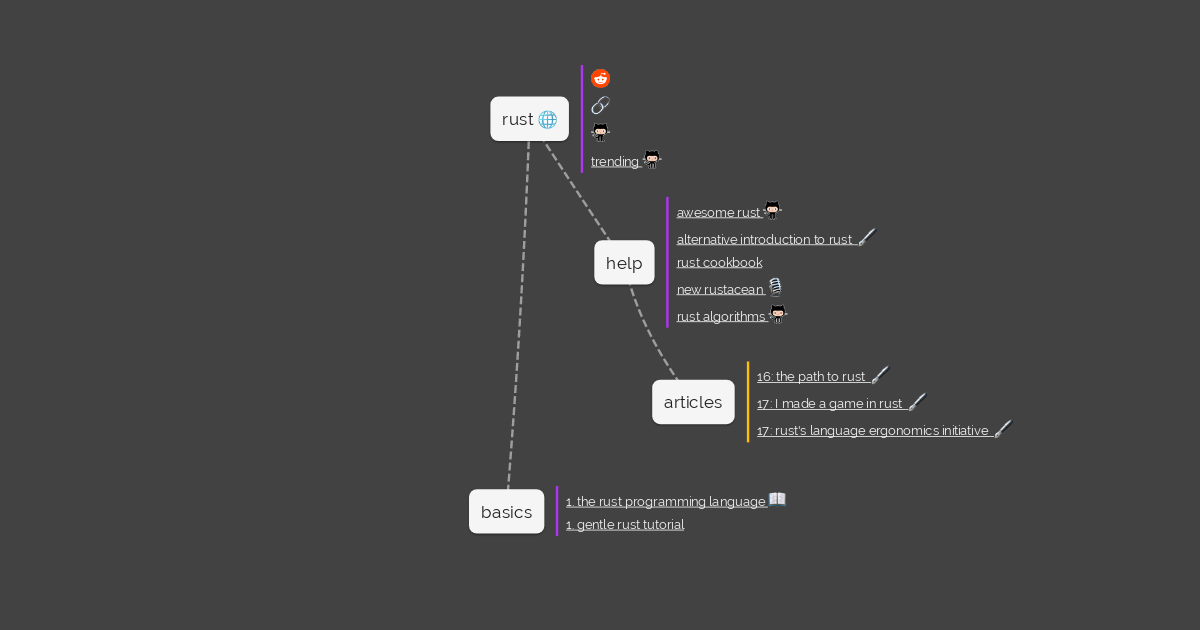 rust
trending
help
awesome rust
alternative introduction to rust
rust cookbook
new rustacean
rust algorithms
articles
16: the path to rust
17: I made a game in rust
17: rust's language ergonomics initiative
basics
1. the rust programming language
1. gentle rust tutorial